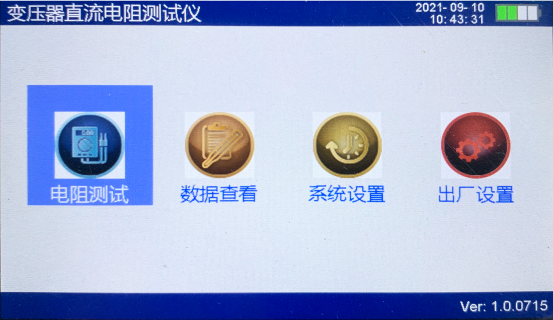 变压器直流电阻测试仪
2021-09-10
10:43:31
电阻测试
数据查看
系统设置
出厂设置
Ver: 1.0.0715